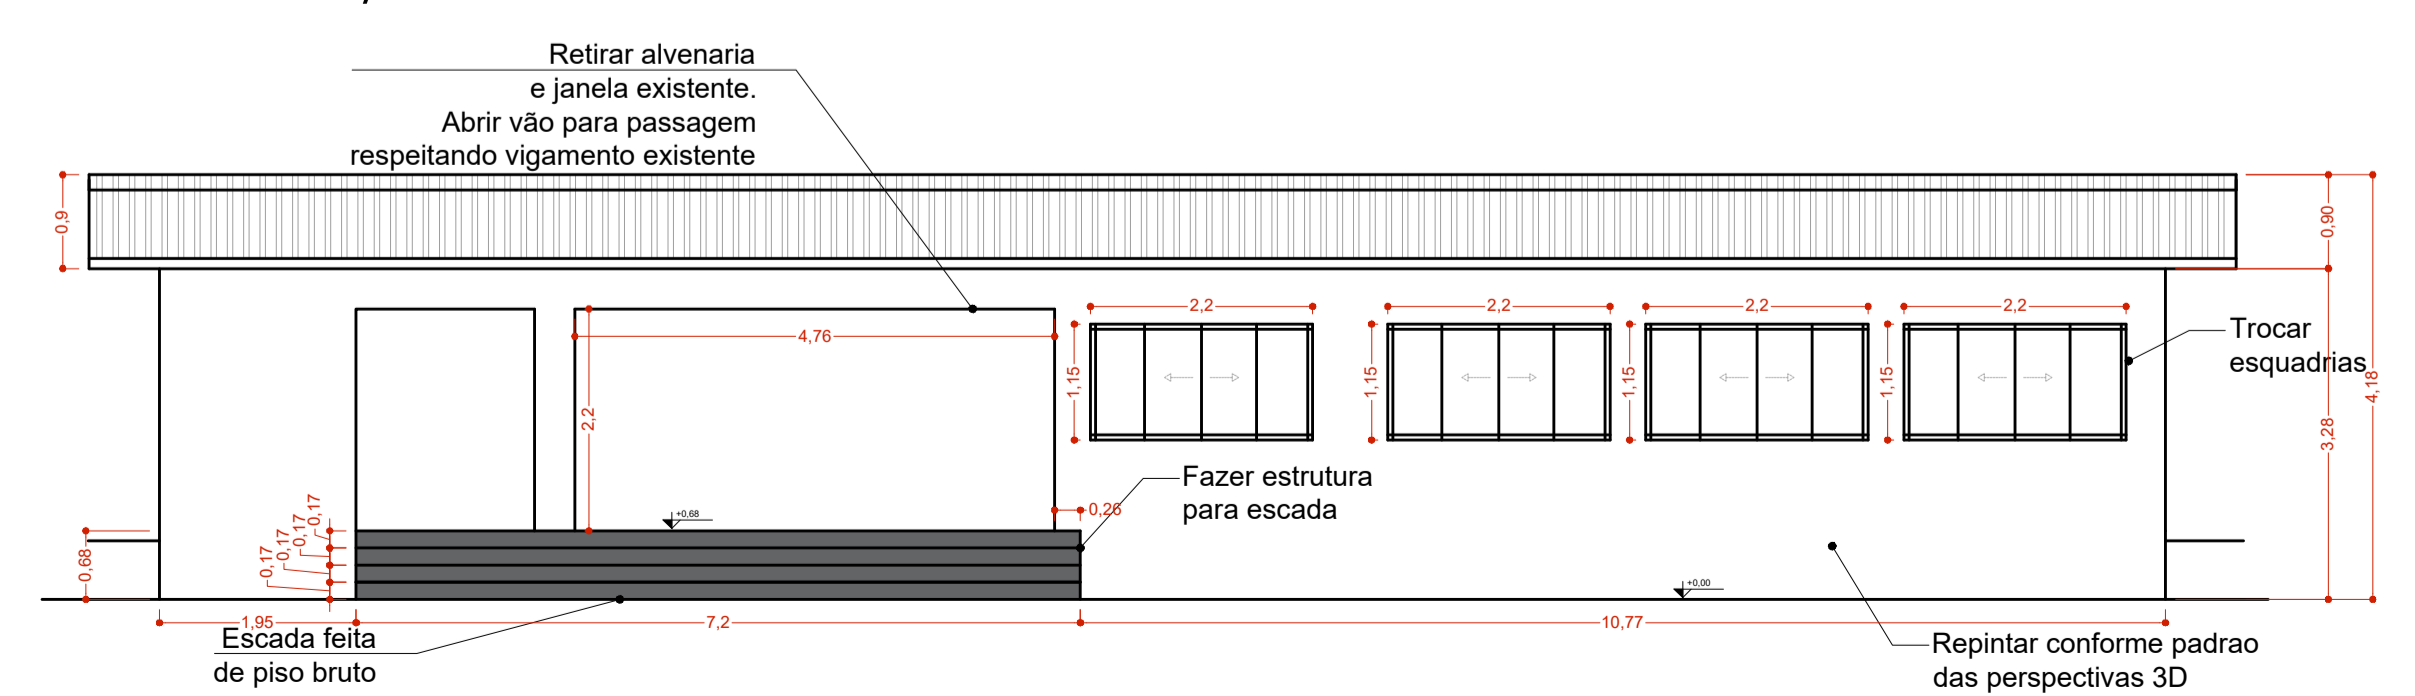 Retirar alvenaria
e janela existente.
Abrir vão para passagem
respeitando vigamento existente
0,9
0,90
2,2
2,2
2,2
2,2
4,76
2,2
1,15
1,15
1,15
1,15
Trocar
esquadrias
4,18
3,28
Fazer estrutura
para escada
0,26
+0,68
0,17
0,17
0,17
0,17
0,68
+0,00
1,95
7,2
10,77
Escada feita
de piso bruto
Repintar conforme padrao
das perspectivas 3D